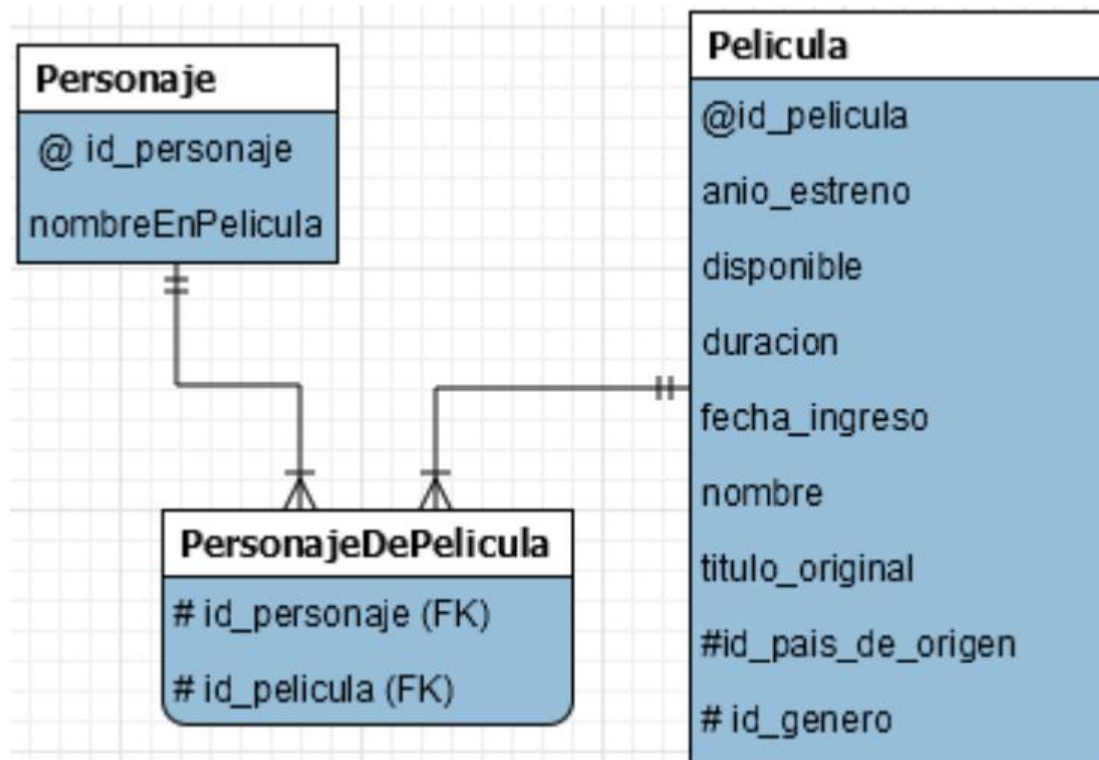 Personaje
@ id_personaje
nombreEnPelicula
PersonajeDePelicula
# id_personaje (FK)
# id_pelicula (FK)
Pelicula
@id_pelicula
anio_estreno
disponible
duracion
fecha_ingreso
nombre
titulo_original
#id_pais_de_origen
# id_genero